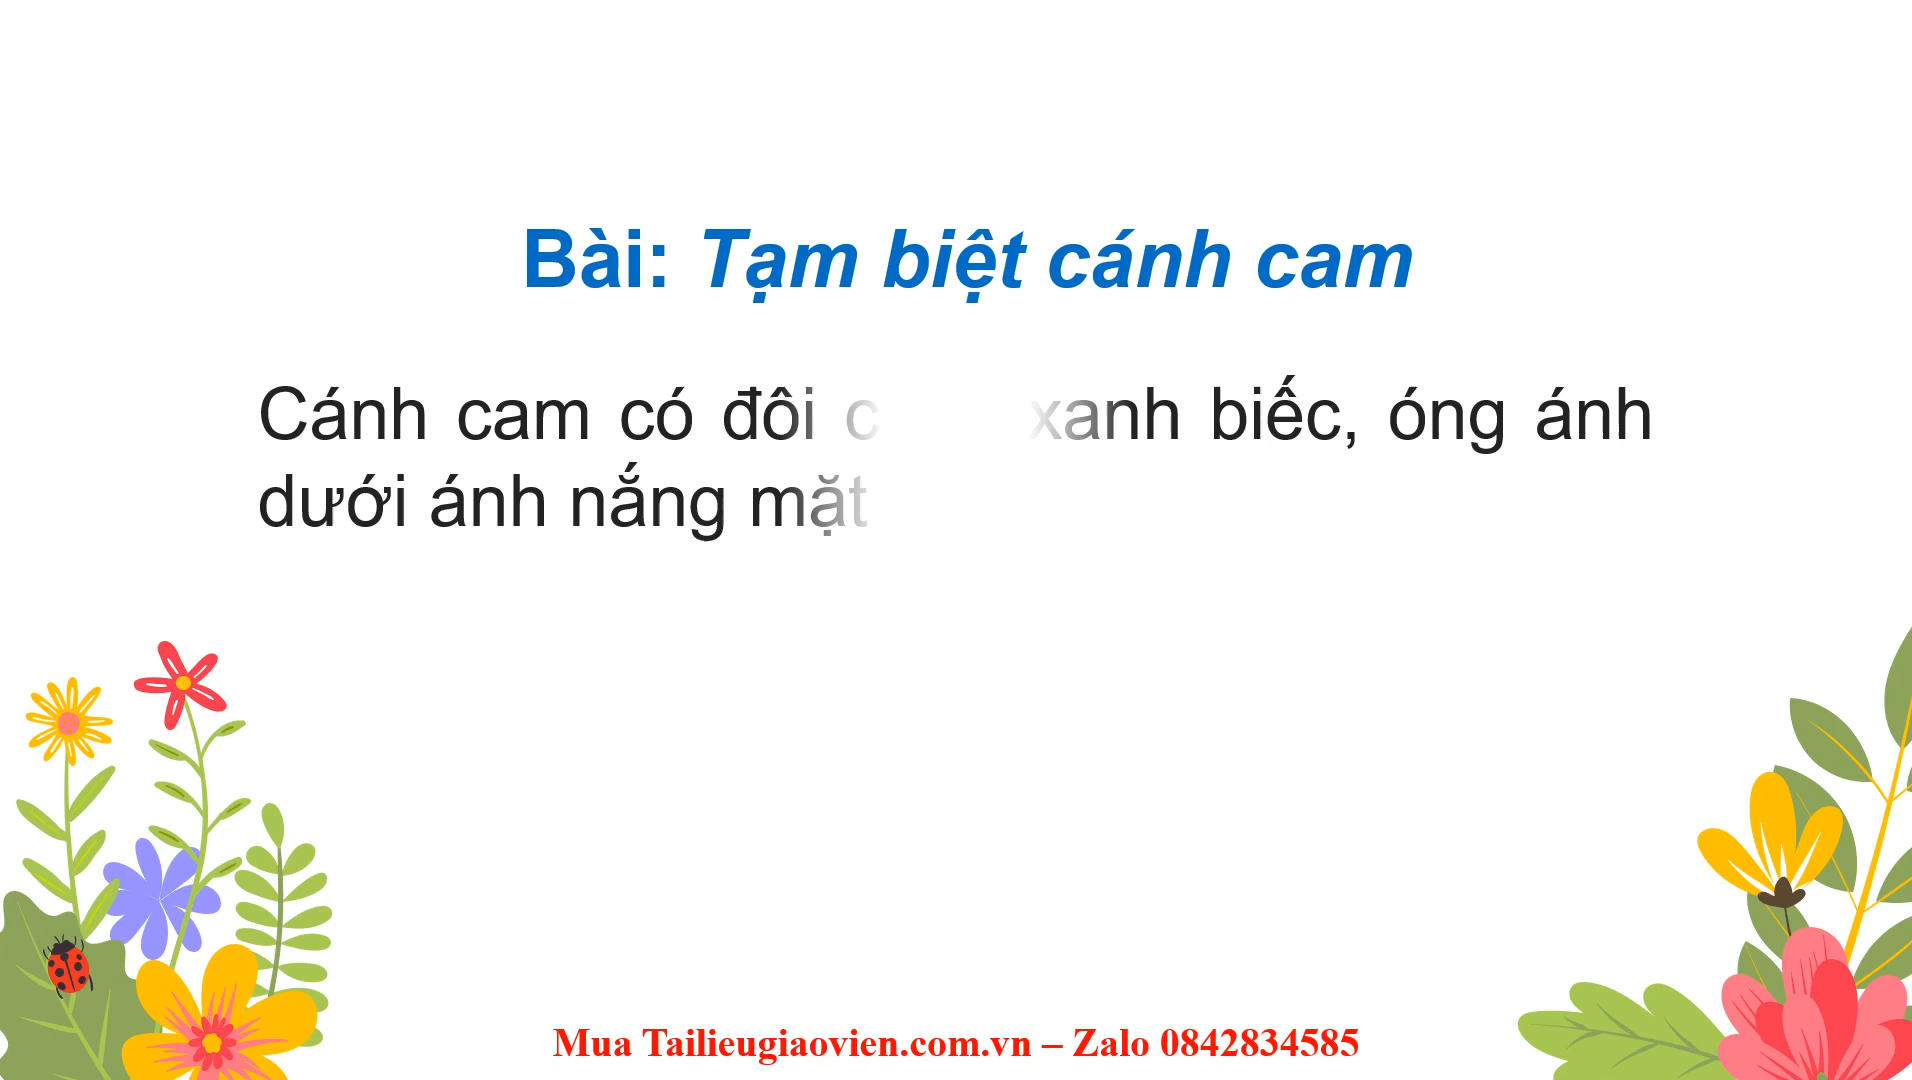 Bài: Tạm biệt cánh cam
Cánh cam có đôi xanh biếc, óng ánh
dưới ánh nắng mặt
Mua Tailieugiaovien.com.vn – Zalo 0842834585